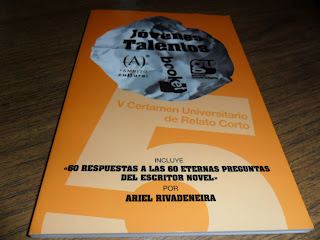 Jóvenes
Talentos
(A)
ÁMBITO
cultural
booket
V Certamen Universitario
de Relato Corto
5
INCLUYE
«60 RESPUESTAS A LAS 60 ETERNAS PREGUNTAS
DEL ESCRITOR NOVEL»
POR
ARIEL RIVADENEIRA